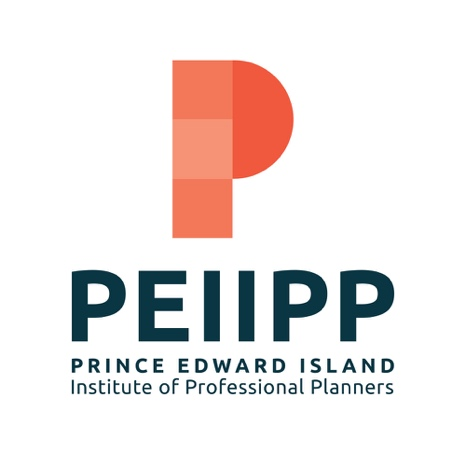 P
PEIIPP
PRINCE EDWARD ISLAND
Institute of Professional Planners